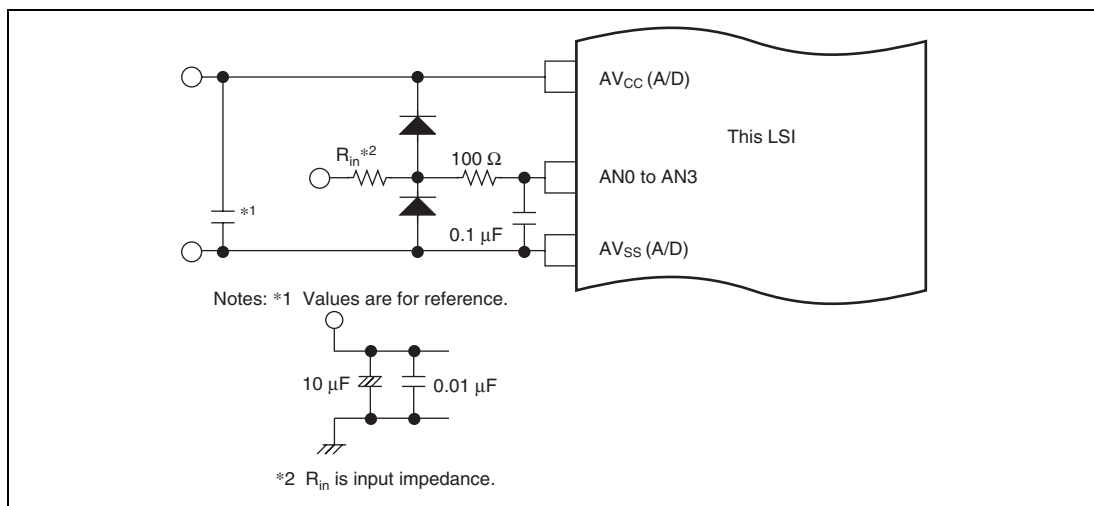 AVCC (A/D)
This LSI
Rin*2
100 Ω
AN0 to AN3
*1
0.1 µF
AVSS (A/D)
Notes: *1 Values are for reference.
10 µF
0.01 µF
*2 Rin is input impedance.